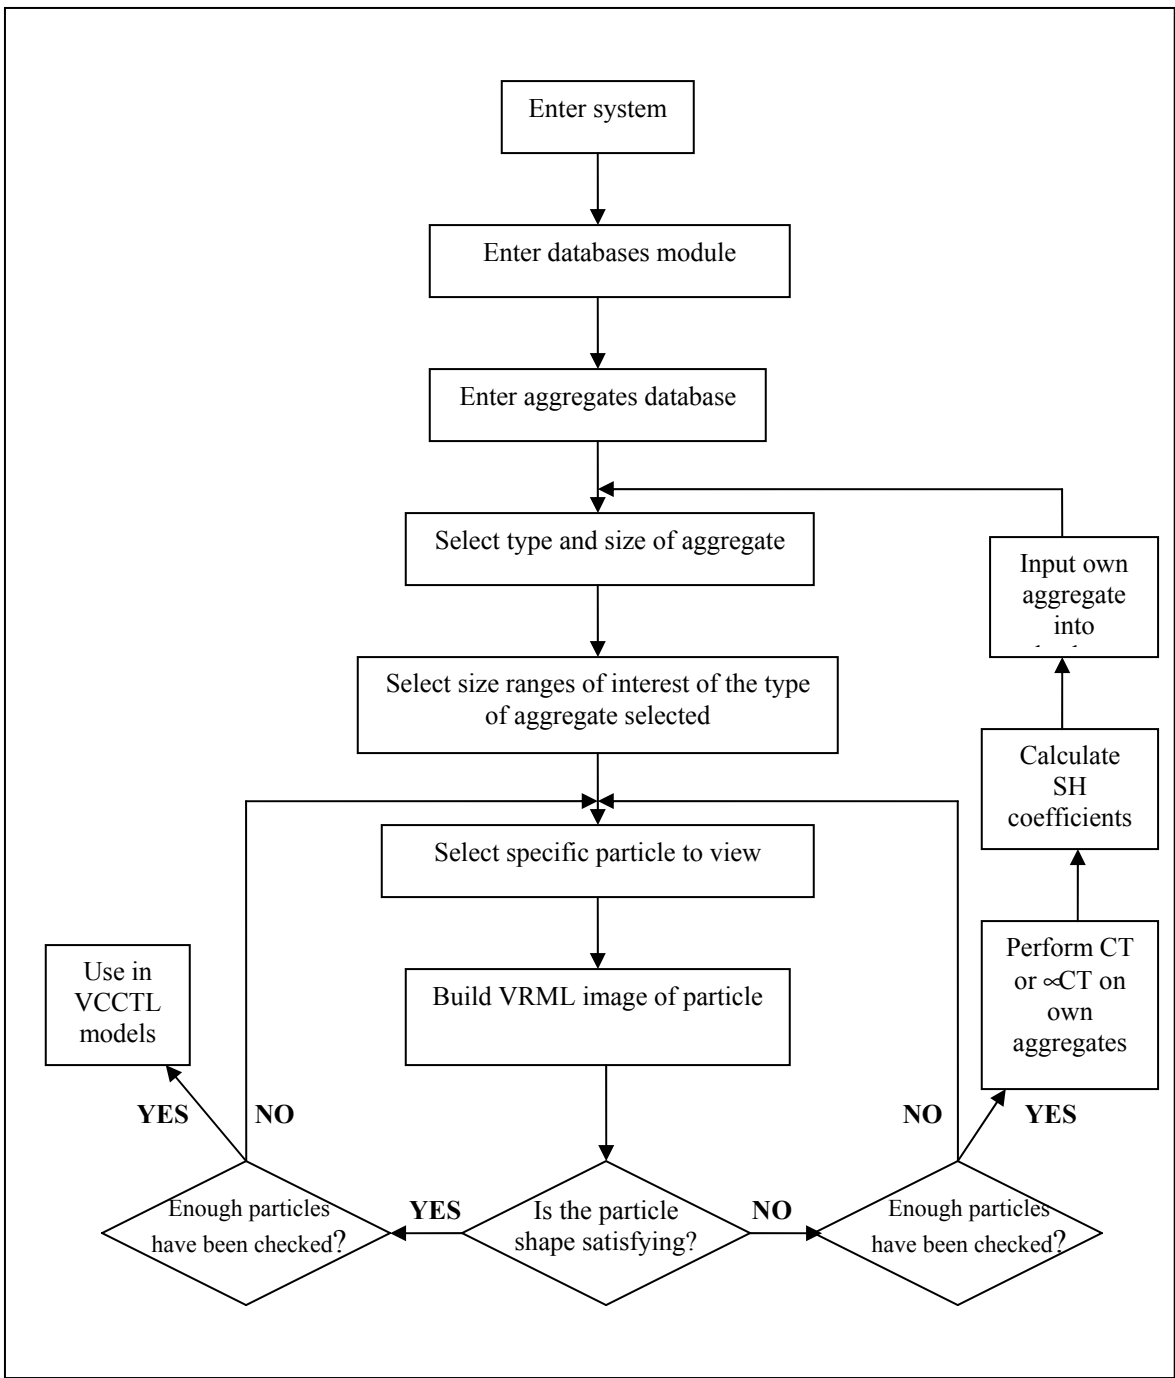 Enter system
Enter databases module
Enter aggregates database
Select type and size of aggregate
Input own
aggregate
into
Select size ranges of interest of the type
of aggregate selected
Calculate
SH
coefficients
Select specific particle to view
Perform CT
or ∝CT on
own
aggregates
Use in
VCCTL
models
Build VRML image of particle
YES
NO
NO
YES
Enough particles
have been checked?
YES
Is the particle
shape satisfying?
NO
Enough particles
have been checked?